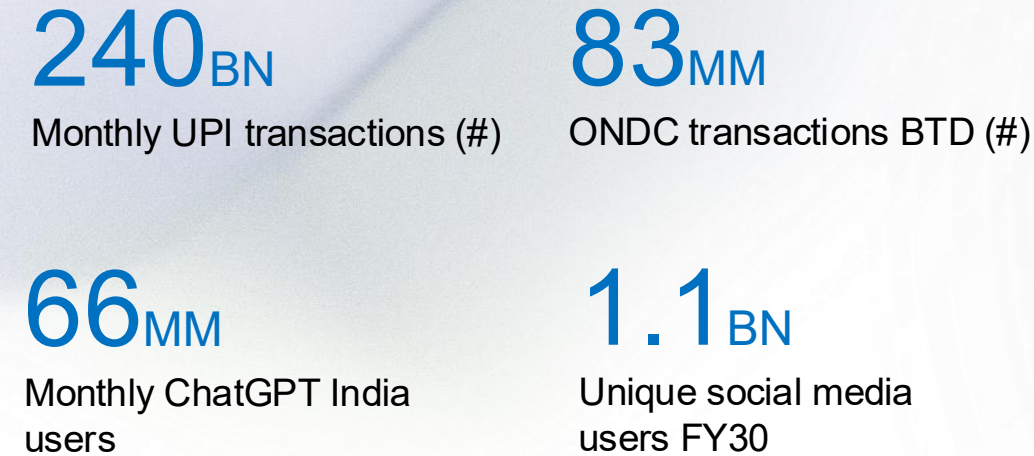 240BN
Monthly UPI transactions (#)
83MM
ONDC transactions BTD (#)
66MM
Monthly ChatGPT India
users
1.1BN
Unique social media
users FY30